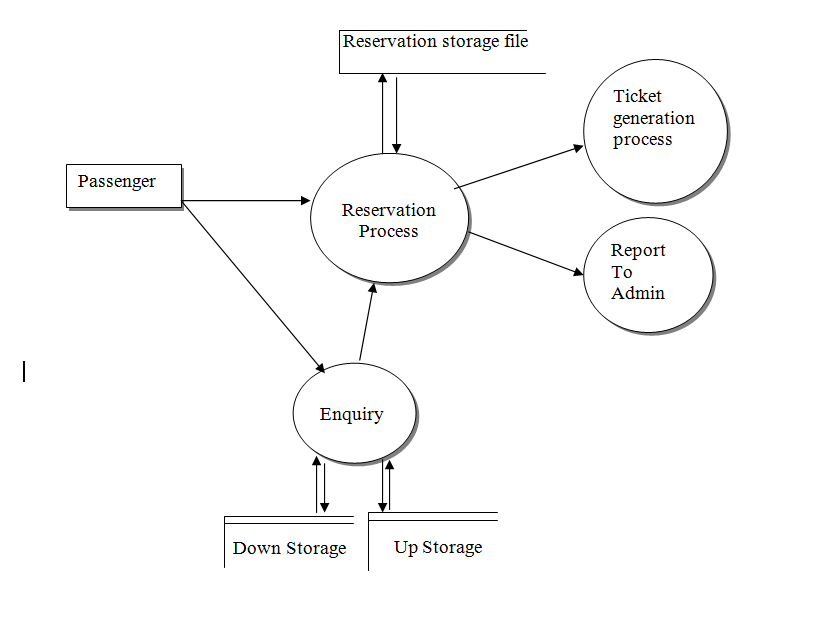 Reservation storage file
Ticket
generation
process
Passenger
Reservation
Process
Report
To
Admin
Enquiry
Down Storage
Up Storage